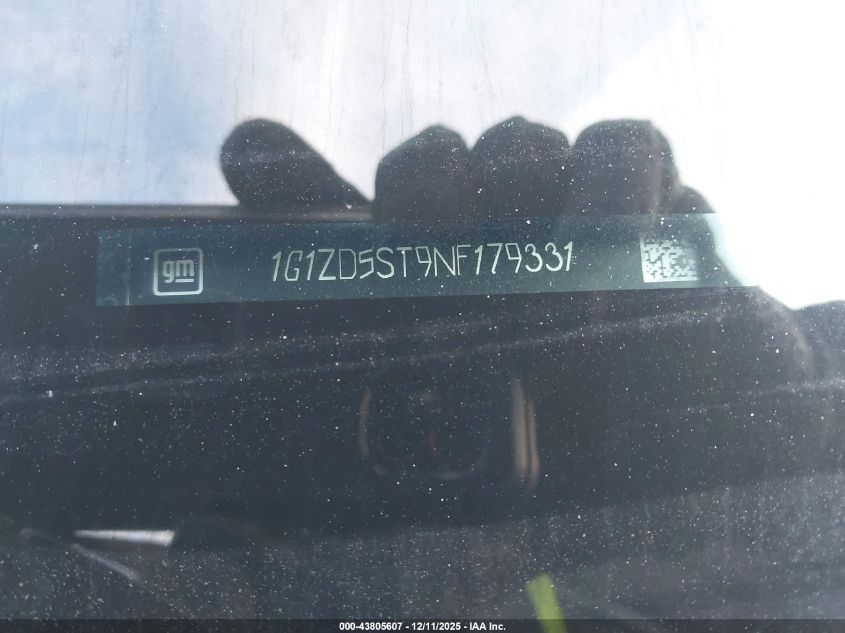 gm 1G1ZD5ST9NF179331
000-43805607 - 12/11/2025 - IAA Inc.